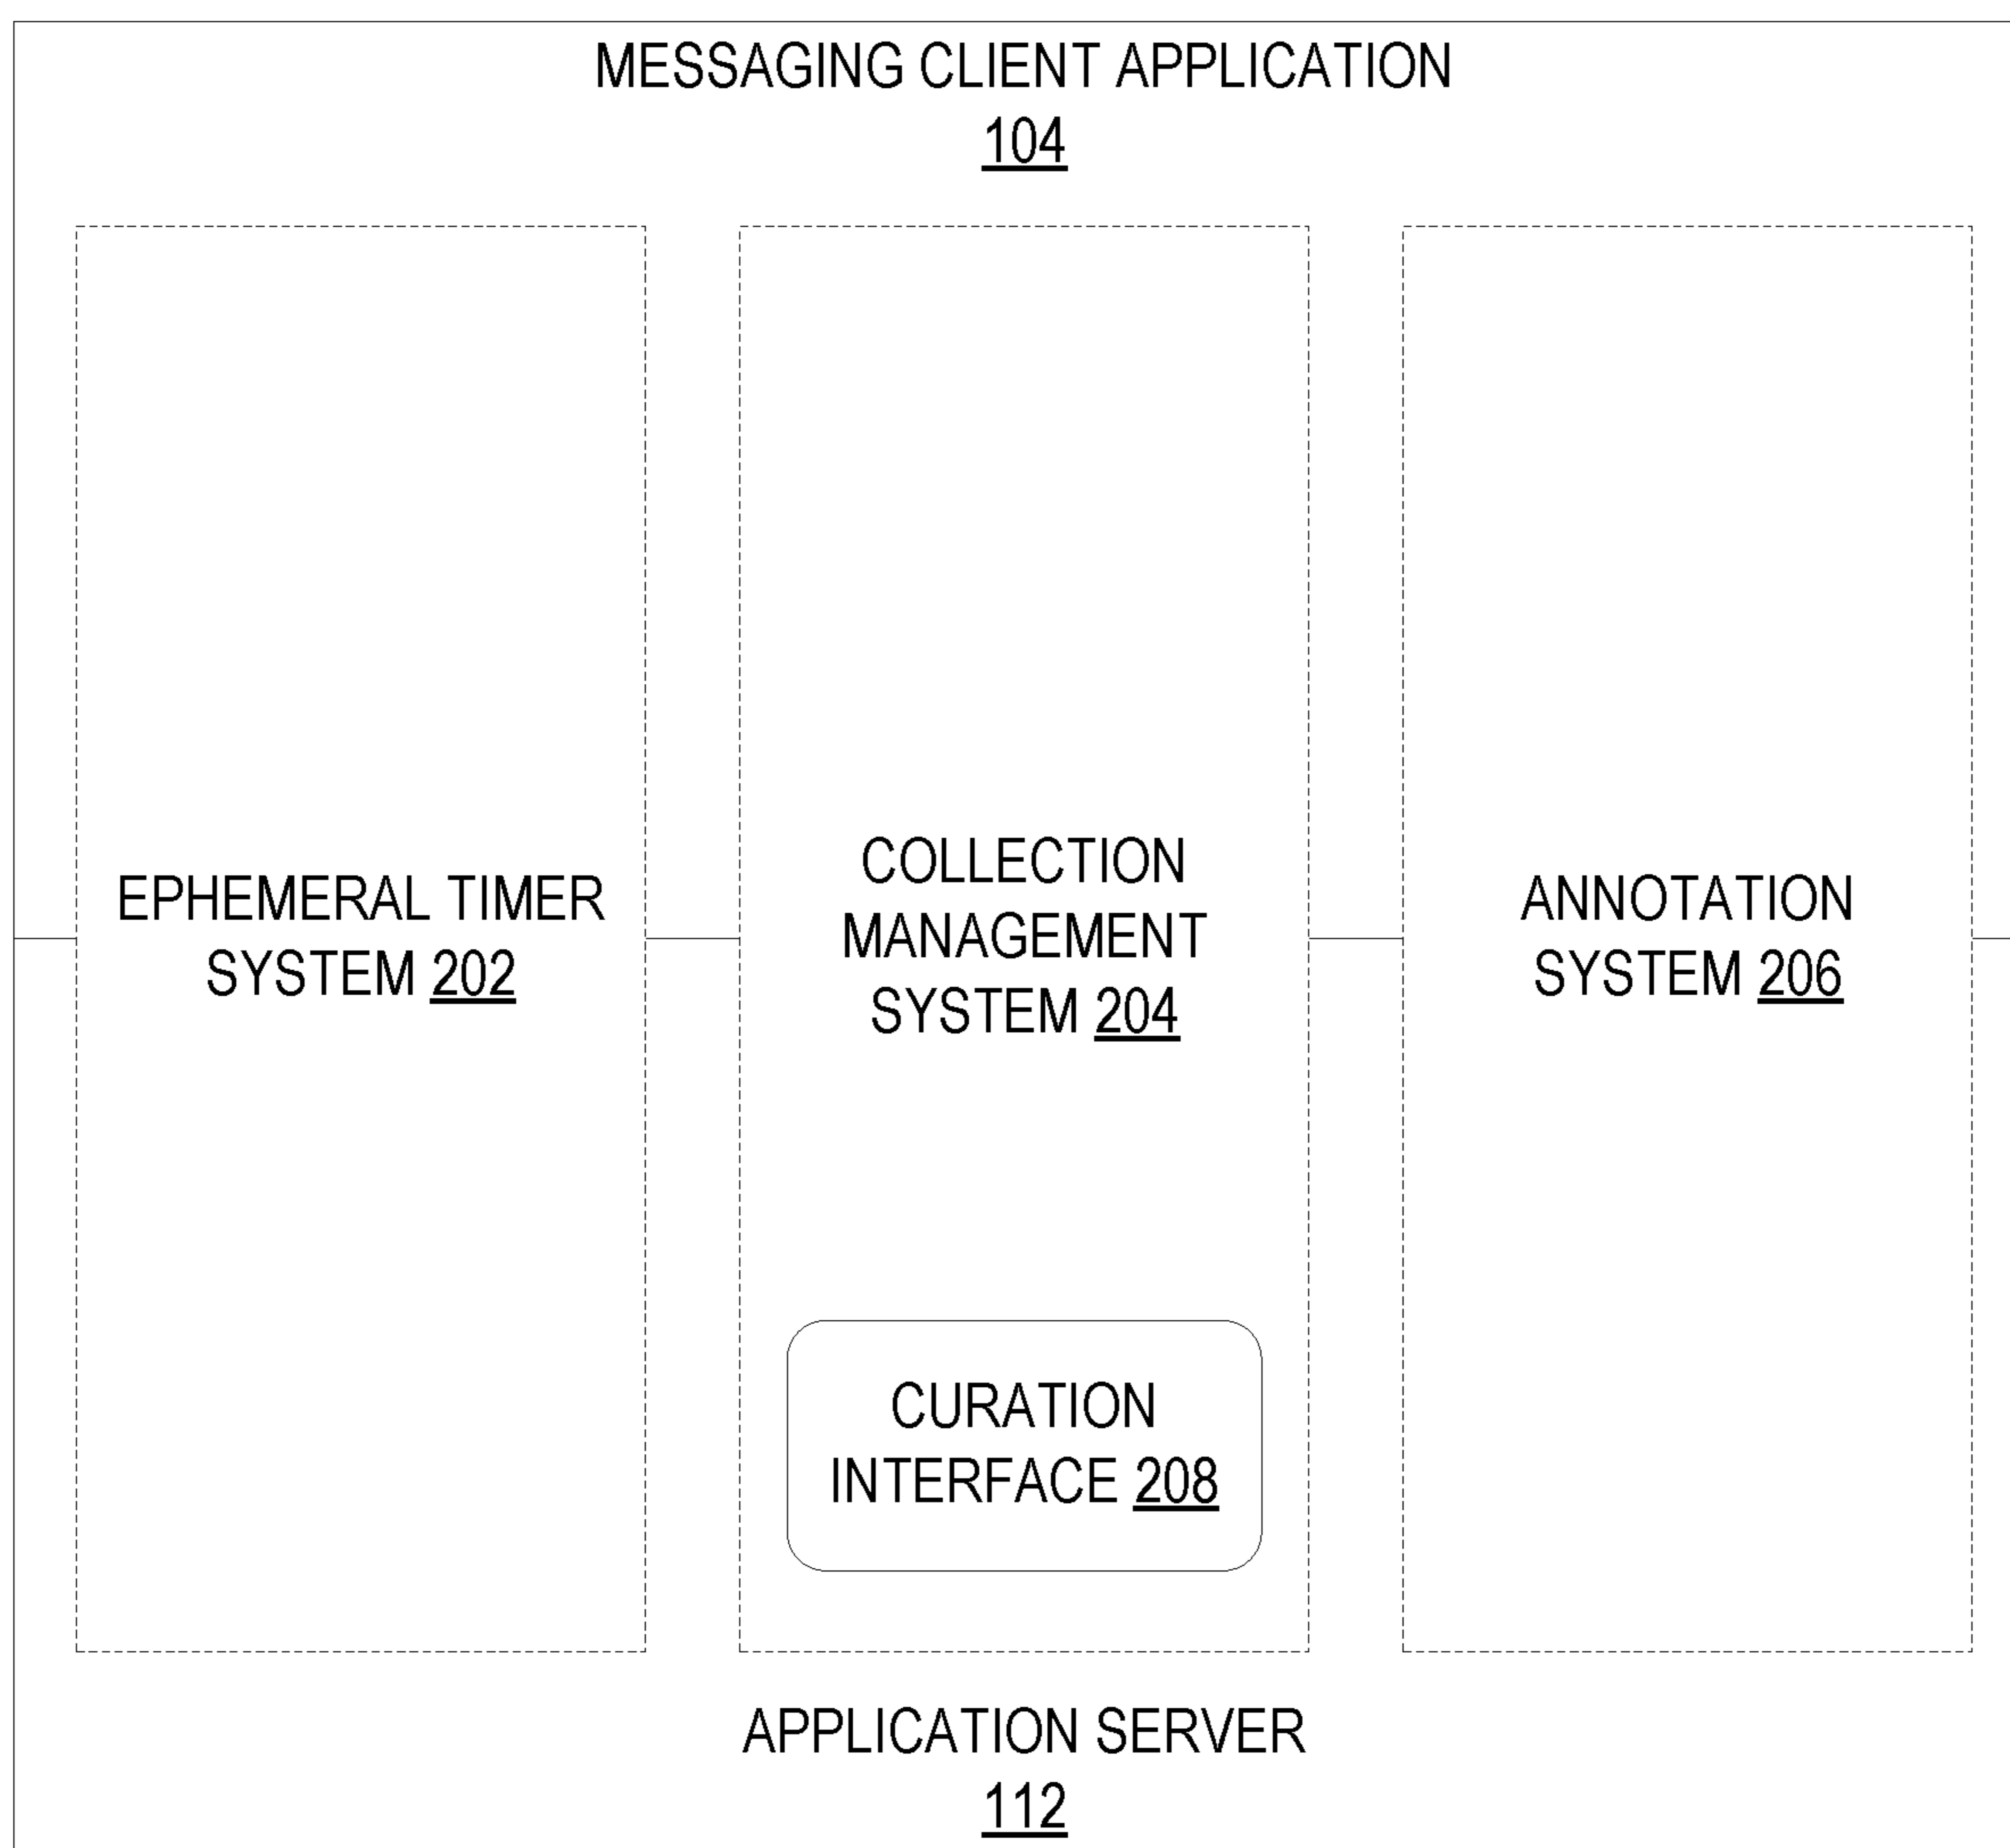 MESSAGING CLIENT APPLICATION
104
EPHEMERAL TIMER
SYSTEM 202
COLLECTION
MANAGEMENT
SYSTEM 204
ANNOTATION
SYSTEM 206
CURATION
INTERFACE 208
APPLICATION SERVER
112